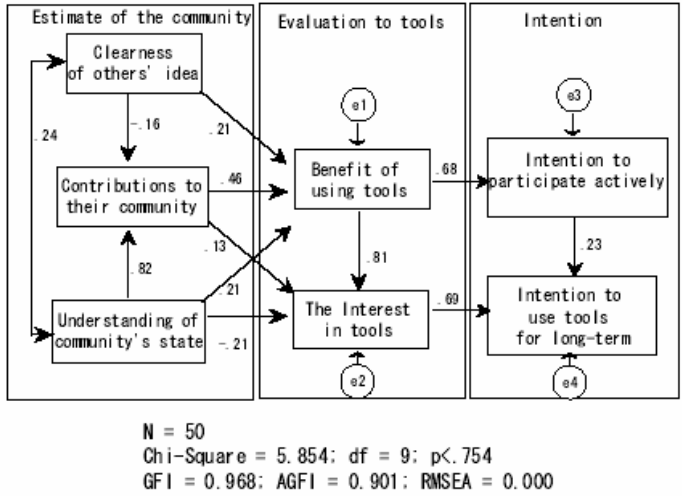 Estimate of the community
Evaluation to tools
Intention
Clearness
of others' idea
e1
e3
.24
-.16
.21
Contributions to
their community
.46
Benefit of
using tools
.68
Intention to
participate actively
.13
.82
.21
.81
.23
Understanding of
community's state
-.21
The Interest
in tools
.69
Intention to
use tools
for long-term
e2
e4
N = 50
Chi-Square = 5.854; df = 9; p<.754
GFI = 0.968; AGFI = 0.901; RMSEA = 0.000